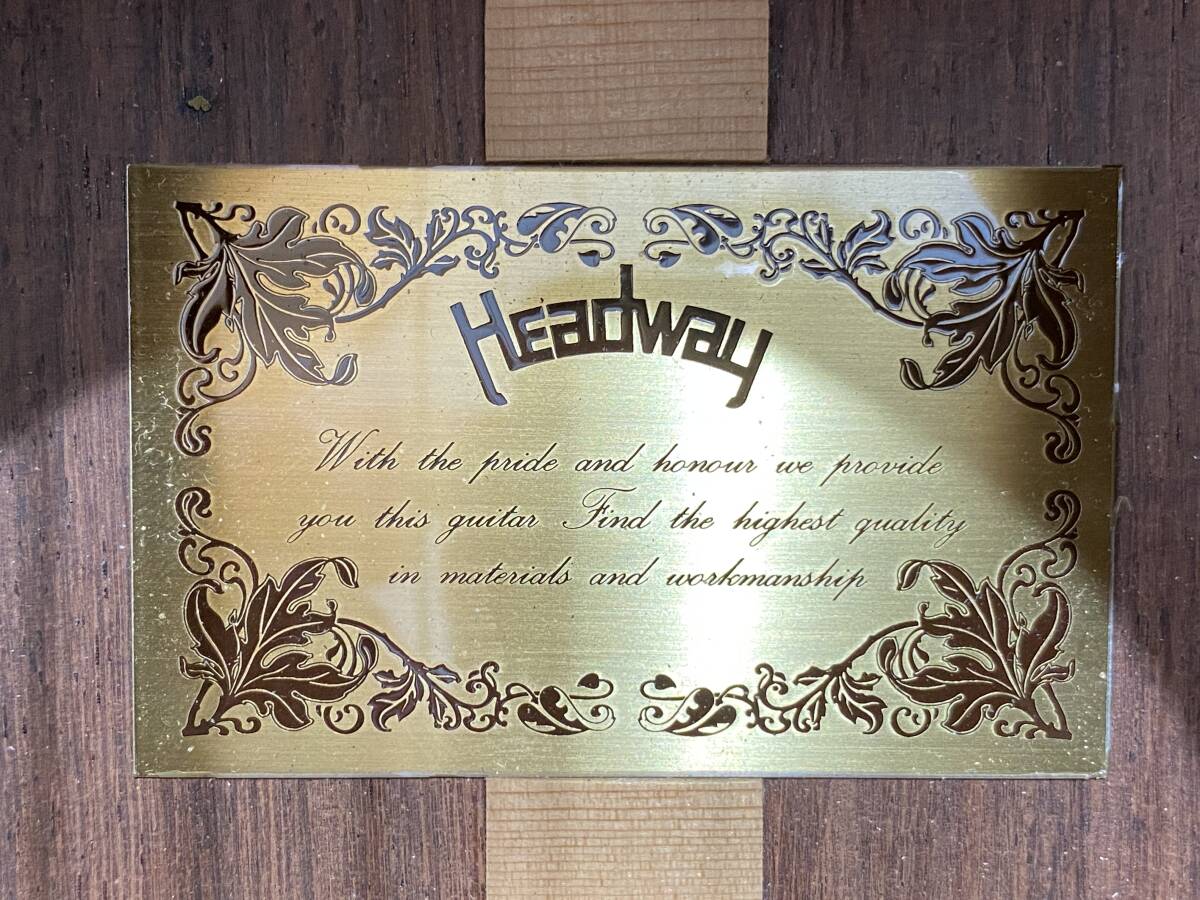 Headway
With the pride and honour we provide
you this guitar Find the highest quality
in materials and workmanship